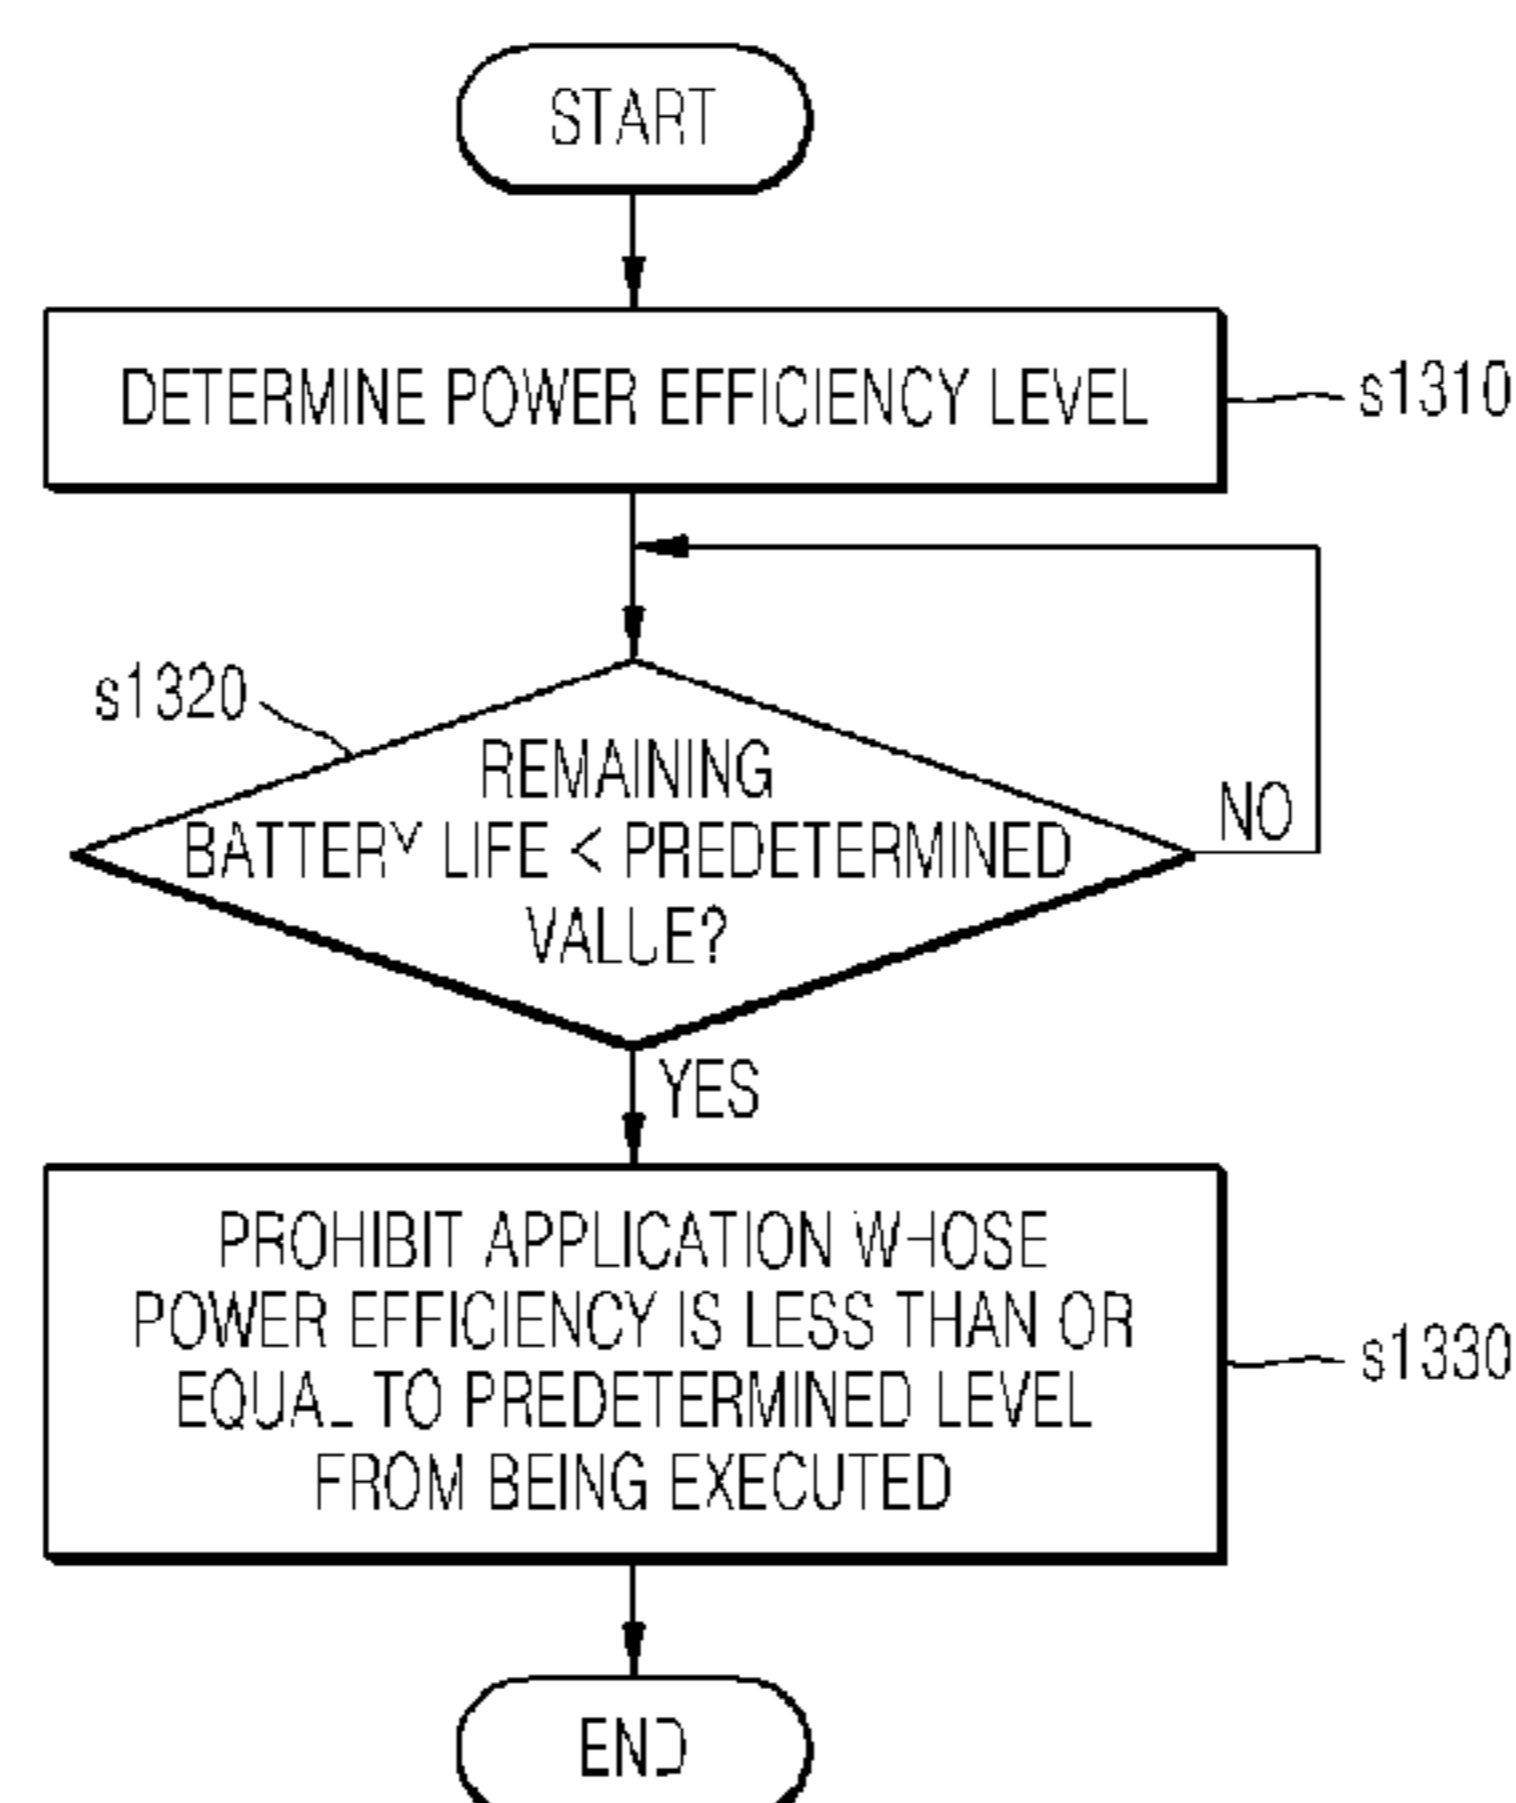 START
DETERMINE POWER EFFICIENCY LEVEL
s1310
s1320
REMAINING
BATTERY LIFE < PREDETERMINED
VALUE?
NO
YES
PROHIBIT APPLICATION WHOSE
POWER EFFICIENCY IS LESS THAN OR
EQUAL TO PREDETERMINED LEVEL
FROM BEING EXECUTED
s1330
END